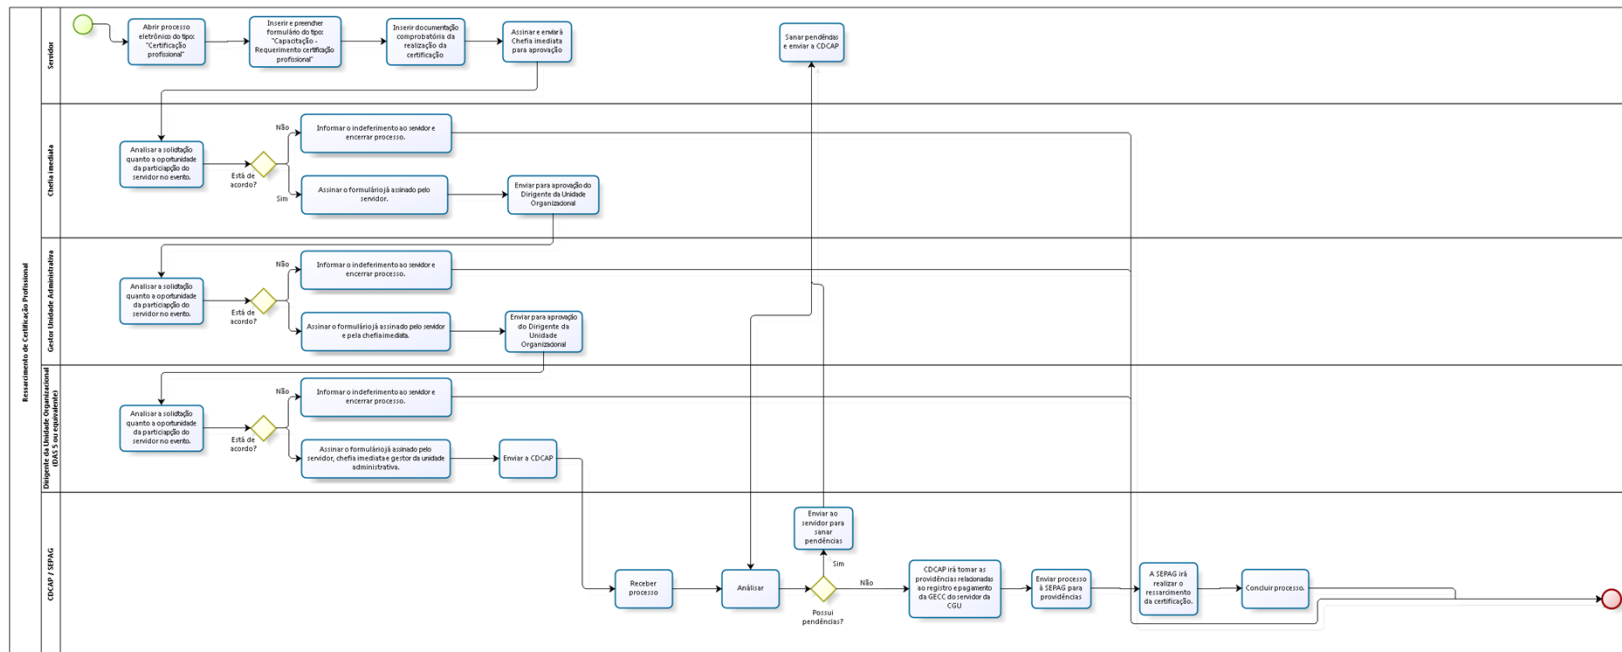 Ressarcimento de Certificação Profissional
Servidor
Abrir processo
eletrônico do tipo:
"Certificação
profissional"
Inserir e preencher
formulário do tipo:
"Capacitação -
Requerimento certificação
profissional"
Inserir documentação
comprobatória da
realização da
certificação
Assinar e enviar à
Chefia imediata
para aprovação
Sanar pendências
e enviar a CDCAP
Chefia imediata
Analisar a solicitação
quanto a oportunidade
da particiapção do
servidor no evento.
Está de
acordo?
Não
Informar o indeferimento ao servidor e
encerrar processo.
Sim
Assinar o formulário já assinado pelo
servidor.
Enviar para aprovação do
Dirigente da Unidade
Organizacional
Gestor Unidade Administrativa
Analisar a solicitação
quanto a oportunidade
da particiapção do
servidor no evento.
Está de
acordo?
Não
Informar o indeferimento ao servidor e
encerrar processo.
Assinar o formulário já assinado pelo servidor
e pela chefia imediata.
Enviar para aprovação
do Dirigente da
Unidade
Organizacional
Dirigente da Unidade Organizacional
(DAS 5 ou equivalente)
Analisar a solicitação
quanto a oportunidade
da particiapção do
servidor no evento.
Está de
acordo?
Não
Informar o indeferimento ao servidor e
encerrar processo.
Assinar o formulário já assinado pelo
servidor, chefia imediata e gestor da unidade
administrativa.
Enviar a CDCAP
CDCAP / SEPAG
Receber
processo
Análisar
Enviar ao
servidor para
sanar
pendências
Sim
Possui
pendências?
Não
CDCAP irá tomar as
providências relacionadas
ao registro e pagamento
da GECC do servidor da
CGU
Enviar processo
à SEPAG para
providências
A SEPAG irá
realizar o
ressarcimento
da certificação.
Concluir processo.